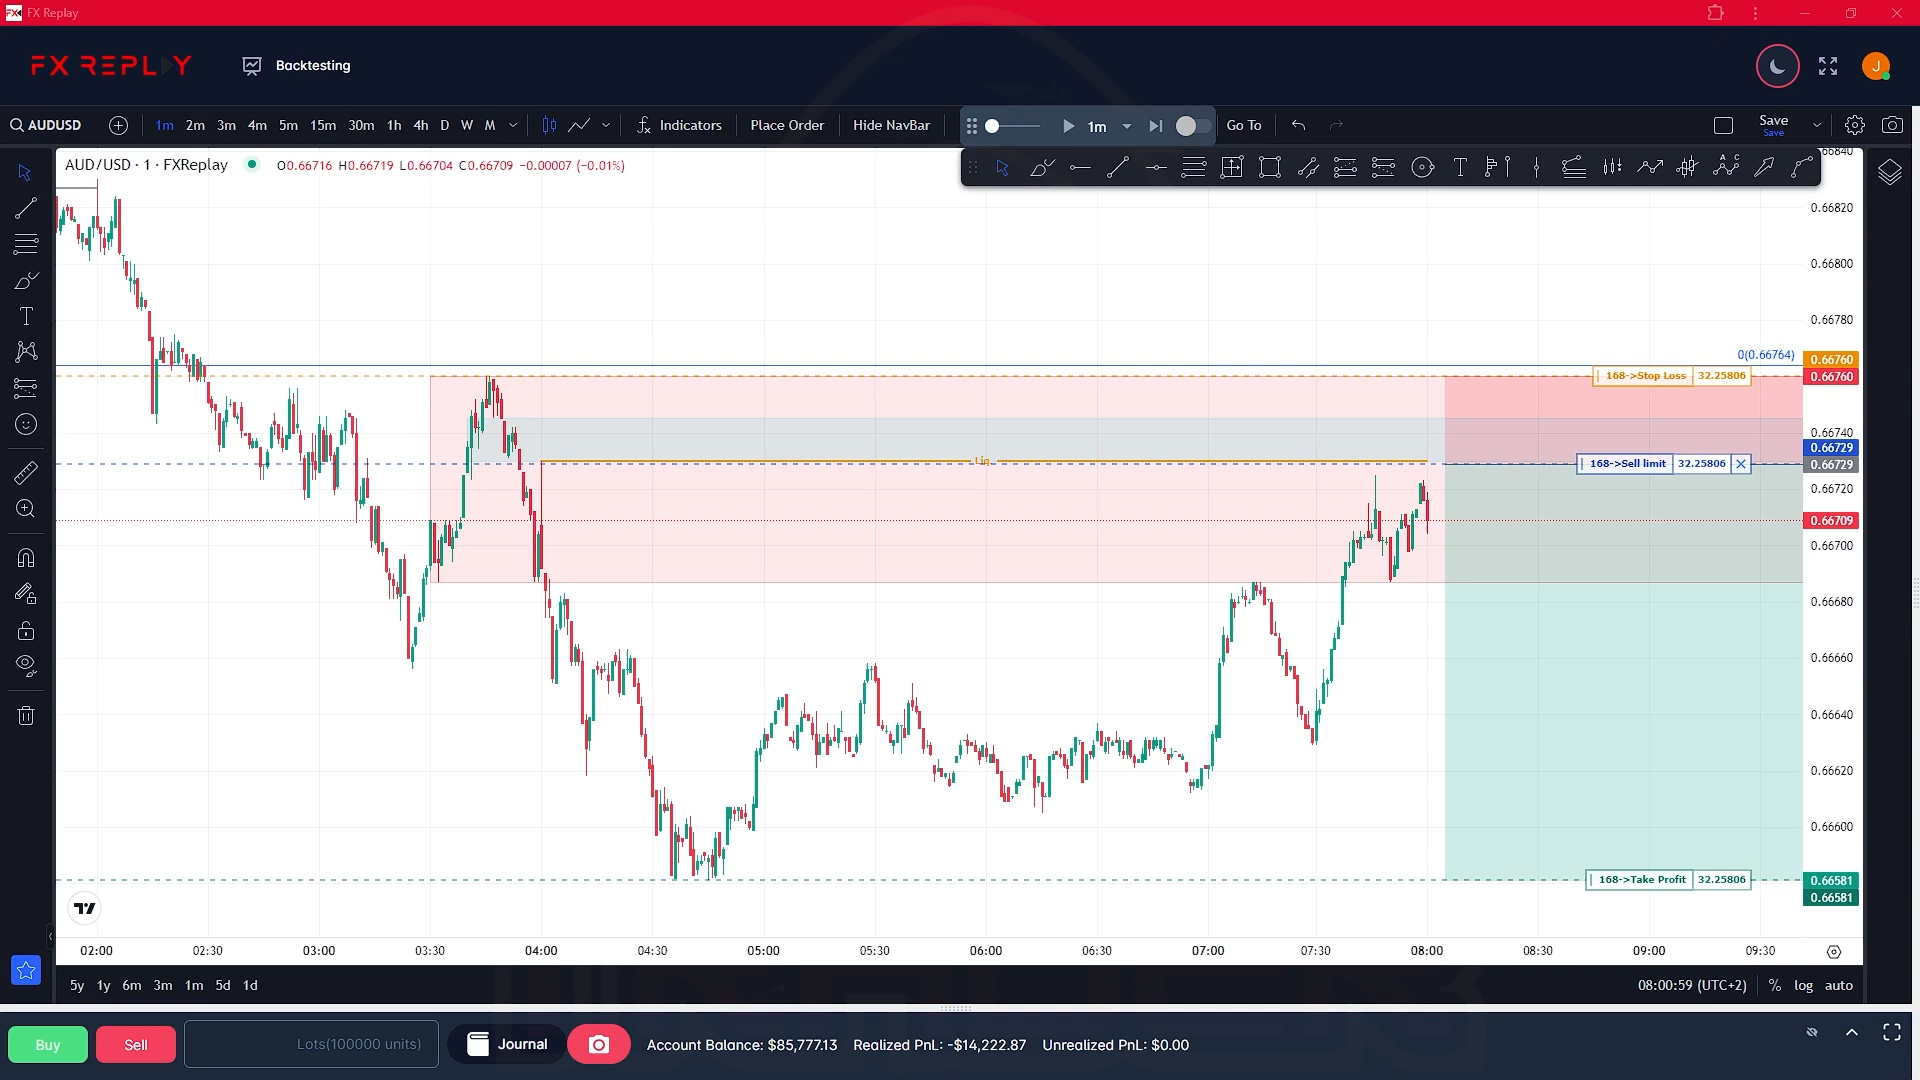 FX Replay
FX REPLAY
Backtesting
J
AUDUSD
1m 2m 3m 4m 5m 15m 30m 1h 4h D W M
Indicators
Place Order
Hide NavBar
1m
Go To
Save
Save
AUD/USD · 1 · FXReplay
O0.66716 H0.66719 L0.66704 C0.66709 −0.00007 (−0.01%)
0.66840
0.66820
0.66800
0.66780
0(0.66764)
0.66760
168->Stop Loss 32.25806
0.66760
0.66740
0.66729
Liq
168->Sell limit 32.25806
0.66729
0.66720
0.66709
0.66700
0.66680
0.66660
0.66640
0.66620
0.66600
168->Take Profit 32.25806
0.66581
0.66581
02:00 02:30 03:00 03:30 04:00 04:30 05:00 05:30 06:00 06:30 07:00 07:30 08:00 08:30 09:00 09:30
5y 1y 6m 3m 1m 5d 1d
08:00:59 (UTC+2) % log auto
Buy
Sell
Lots(100000 units)
Journal
Account Balance: $85,777.13 Realized PnL: -$14,222.87 Unrealized PnL: $0.00